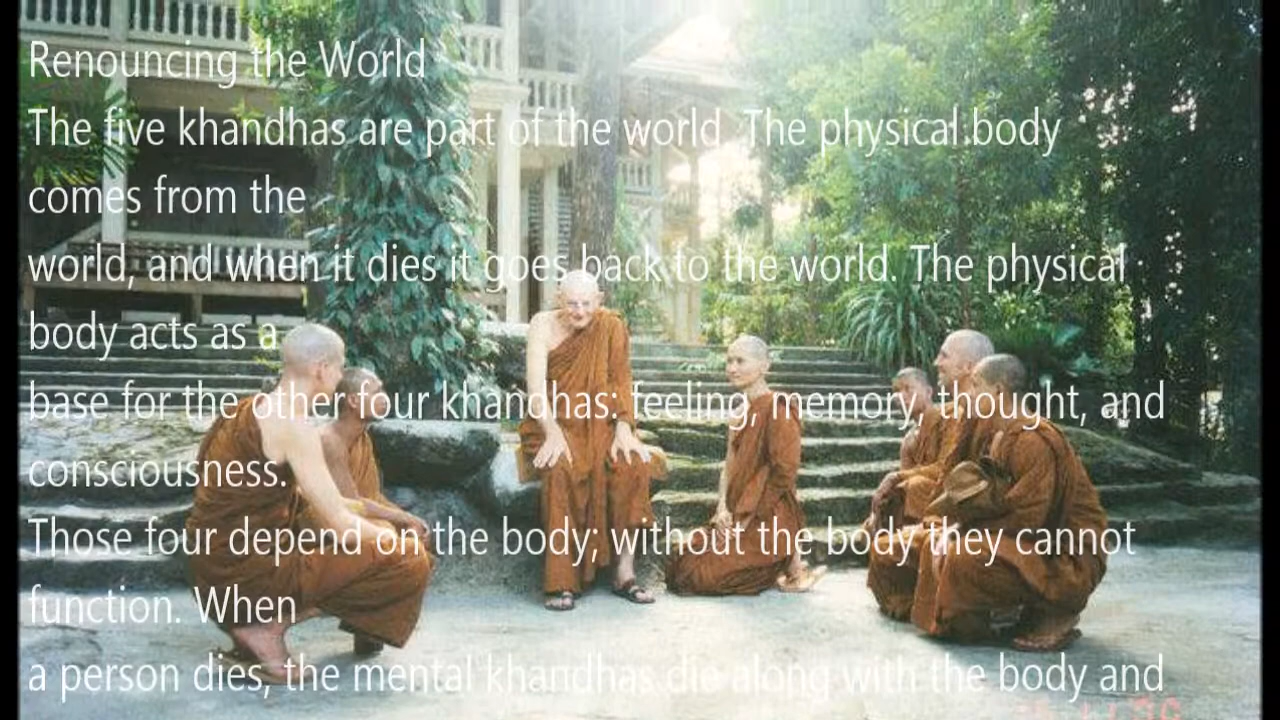 Renouncing the World
The five khandhas are part of the world. The physical body
comes from the
world, and when it dies it goes back to the world. The physical
body acts as a
base for the other four khandhas: feeling, memory, thought, and
consciousness.
Those four depend on the body; without the body they cannot
function. When
a person dies, the mental khandhas die along with the body and